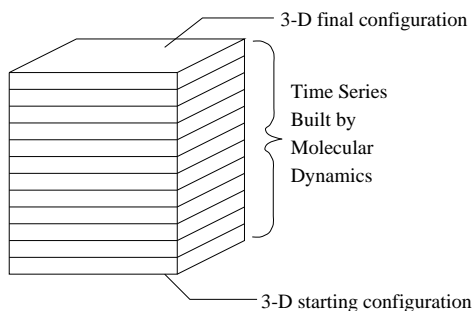 3-D final configuration
Time Series
Built by
Molecular
Dynamics
3-D starting configuration